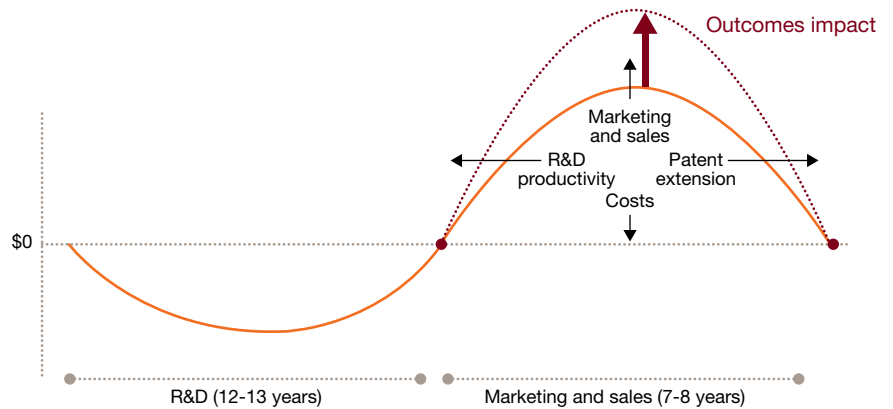 Outcomes impact
Marketing
and sales
R&D
productivity
Patent
extension
Costs
$0
R&D (12-13 years)
Marketing and sales (7-8 years)